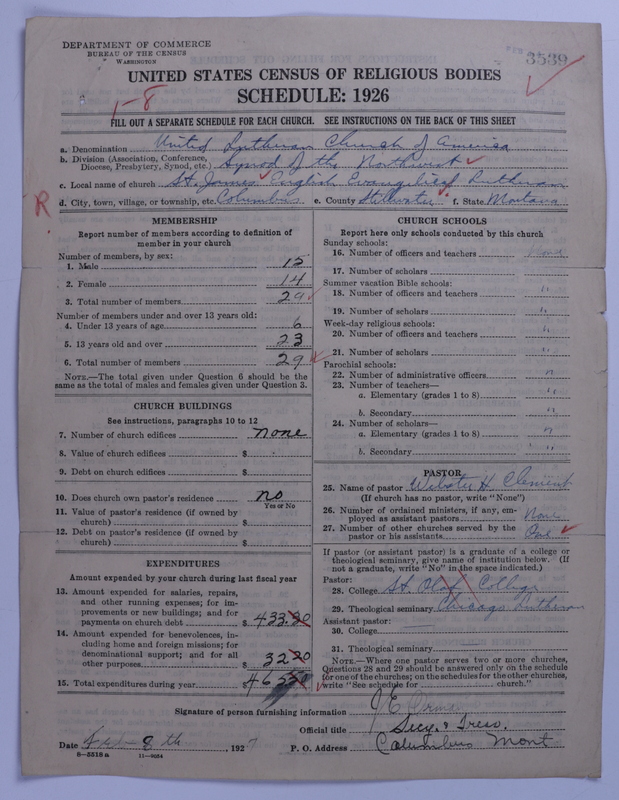 DEPARTMENT OF COMMERCE
BUREAU OF THE CENSUS
WASHINGTON
3539
UNITED STATES CENSUS OF RELIGIOUS BODIES
SCHEDULE: 1926
1-8
FILL OUT A SEPARATE SCHEDULE FOR EACH CHURCH. SEE INSTRUCTIONS ON THE BACK OF THIS SHEET
a. Denomination United Lutheran Church of America
b. Division (Association, Conference, Diocese, Presbytery, Synod, etc.) Synod of the Northwest
c. Local name of church St. James English Evangelical Lutheran
R
d. City, town, village, or township, etc. Columbus e. County Stillwater f. State Montana
MEMBERSHIP
Report number of members according to definition of member in your church
Number of members, by sex:
1. Male 15
2. Female 14
3. Total number of members 29
Number of members under and over 13 years old:
4. Under 13 years of age 6
5. 13 years old and over 23
6. Total number of members 29
NOTE.—The total given under Question 6 should be the same as the total of males and females given under Question 3.
CHURCH BUILDINGS
See instructions, paragraphs 10 to 12
7. Number of church edifices none
8. Value of church edifices $
9. Debt on church edifices $
10. Does church own pastor's residence no
Yes or No
11. Value of pastor's residence (if owned by church) $
12. Debt on pastor's residence (if owned by church) $
EXPENDITURES
Amount expended by your church during last fiscal year
13. Amount expended for salaries, repairs, and other running expenses; for improvements or new buildings; and for payments on church debt $ 433.30
14. Amount expended for benevolences, including home and foreign missions; for denominational support; and for all other purposes $ 3220
15. Total expenditures during year $ 46550
CHURCH SCHOOLS
Report here only schools conducted by this church
Sunday schools:
16. Number of officers and teachers
17. Number of scholars
Summer vacation Bible schools:
18. Number of officers and teachers "
19. Number of scholars "
Week-day religious schools:
20. Number of officers and teachers "
21. Number of scholars "
Parochial schools:
22. Number of administrative officers "
23. Number of teachers—
a. Elementary (grades 1 to 8) "
b. Secondary "
24. Number of scholars—
a. Elementary (grades 1 to 8) "
b. Secondary "
PASTOR
25. Name of pastor Webster H. Clement
(If church has no pastor, write "None")
26. Number of ordained ministers, if any, employed as assistant pastors None
27. Number of other churches served by the pastor or his assistants One
If pastor (or assistant pastor) is a graduate of a college or theological seminary, give name of institution below. (If not a graduate, write "No" in the space indicated.)
Pastor:
28. College St. Olaf College
29. Theological seminary Chicago Lutheran
Assistant pastor:
30. College
31. Theological seminary
NOTE.—Where one pastor serves two or more churches, Questions 28 and 29 should be answered only on the schedule for one of the churches; on the schedules for the other churches, write "See schedule for church."
Signature of person furnishing information J. E.
Official title Secy. & Treas.
Date 8th, 1927 P. O. Address Columbus Mont
8—5518a 11—9054